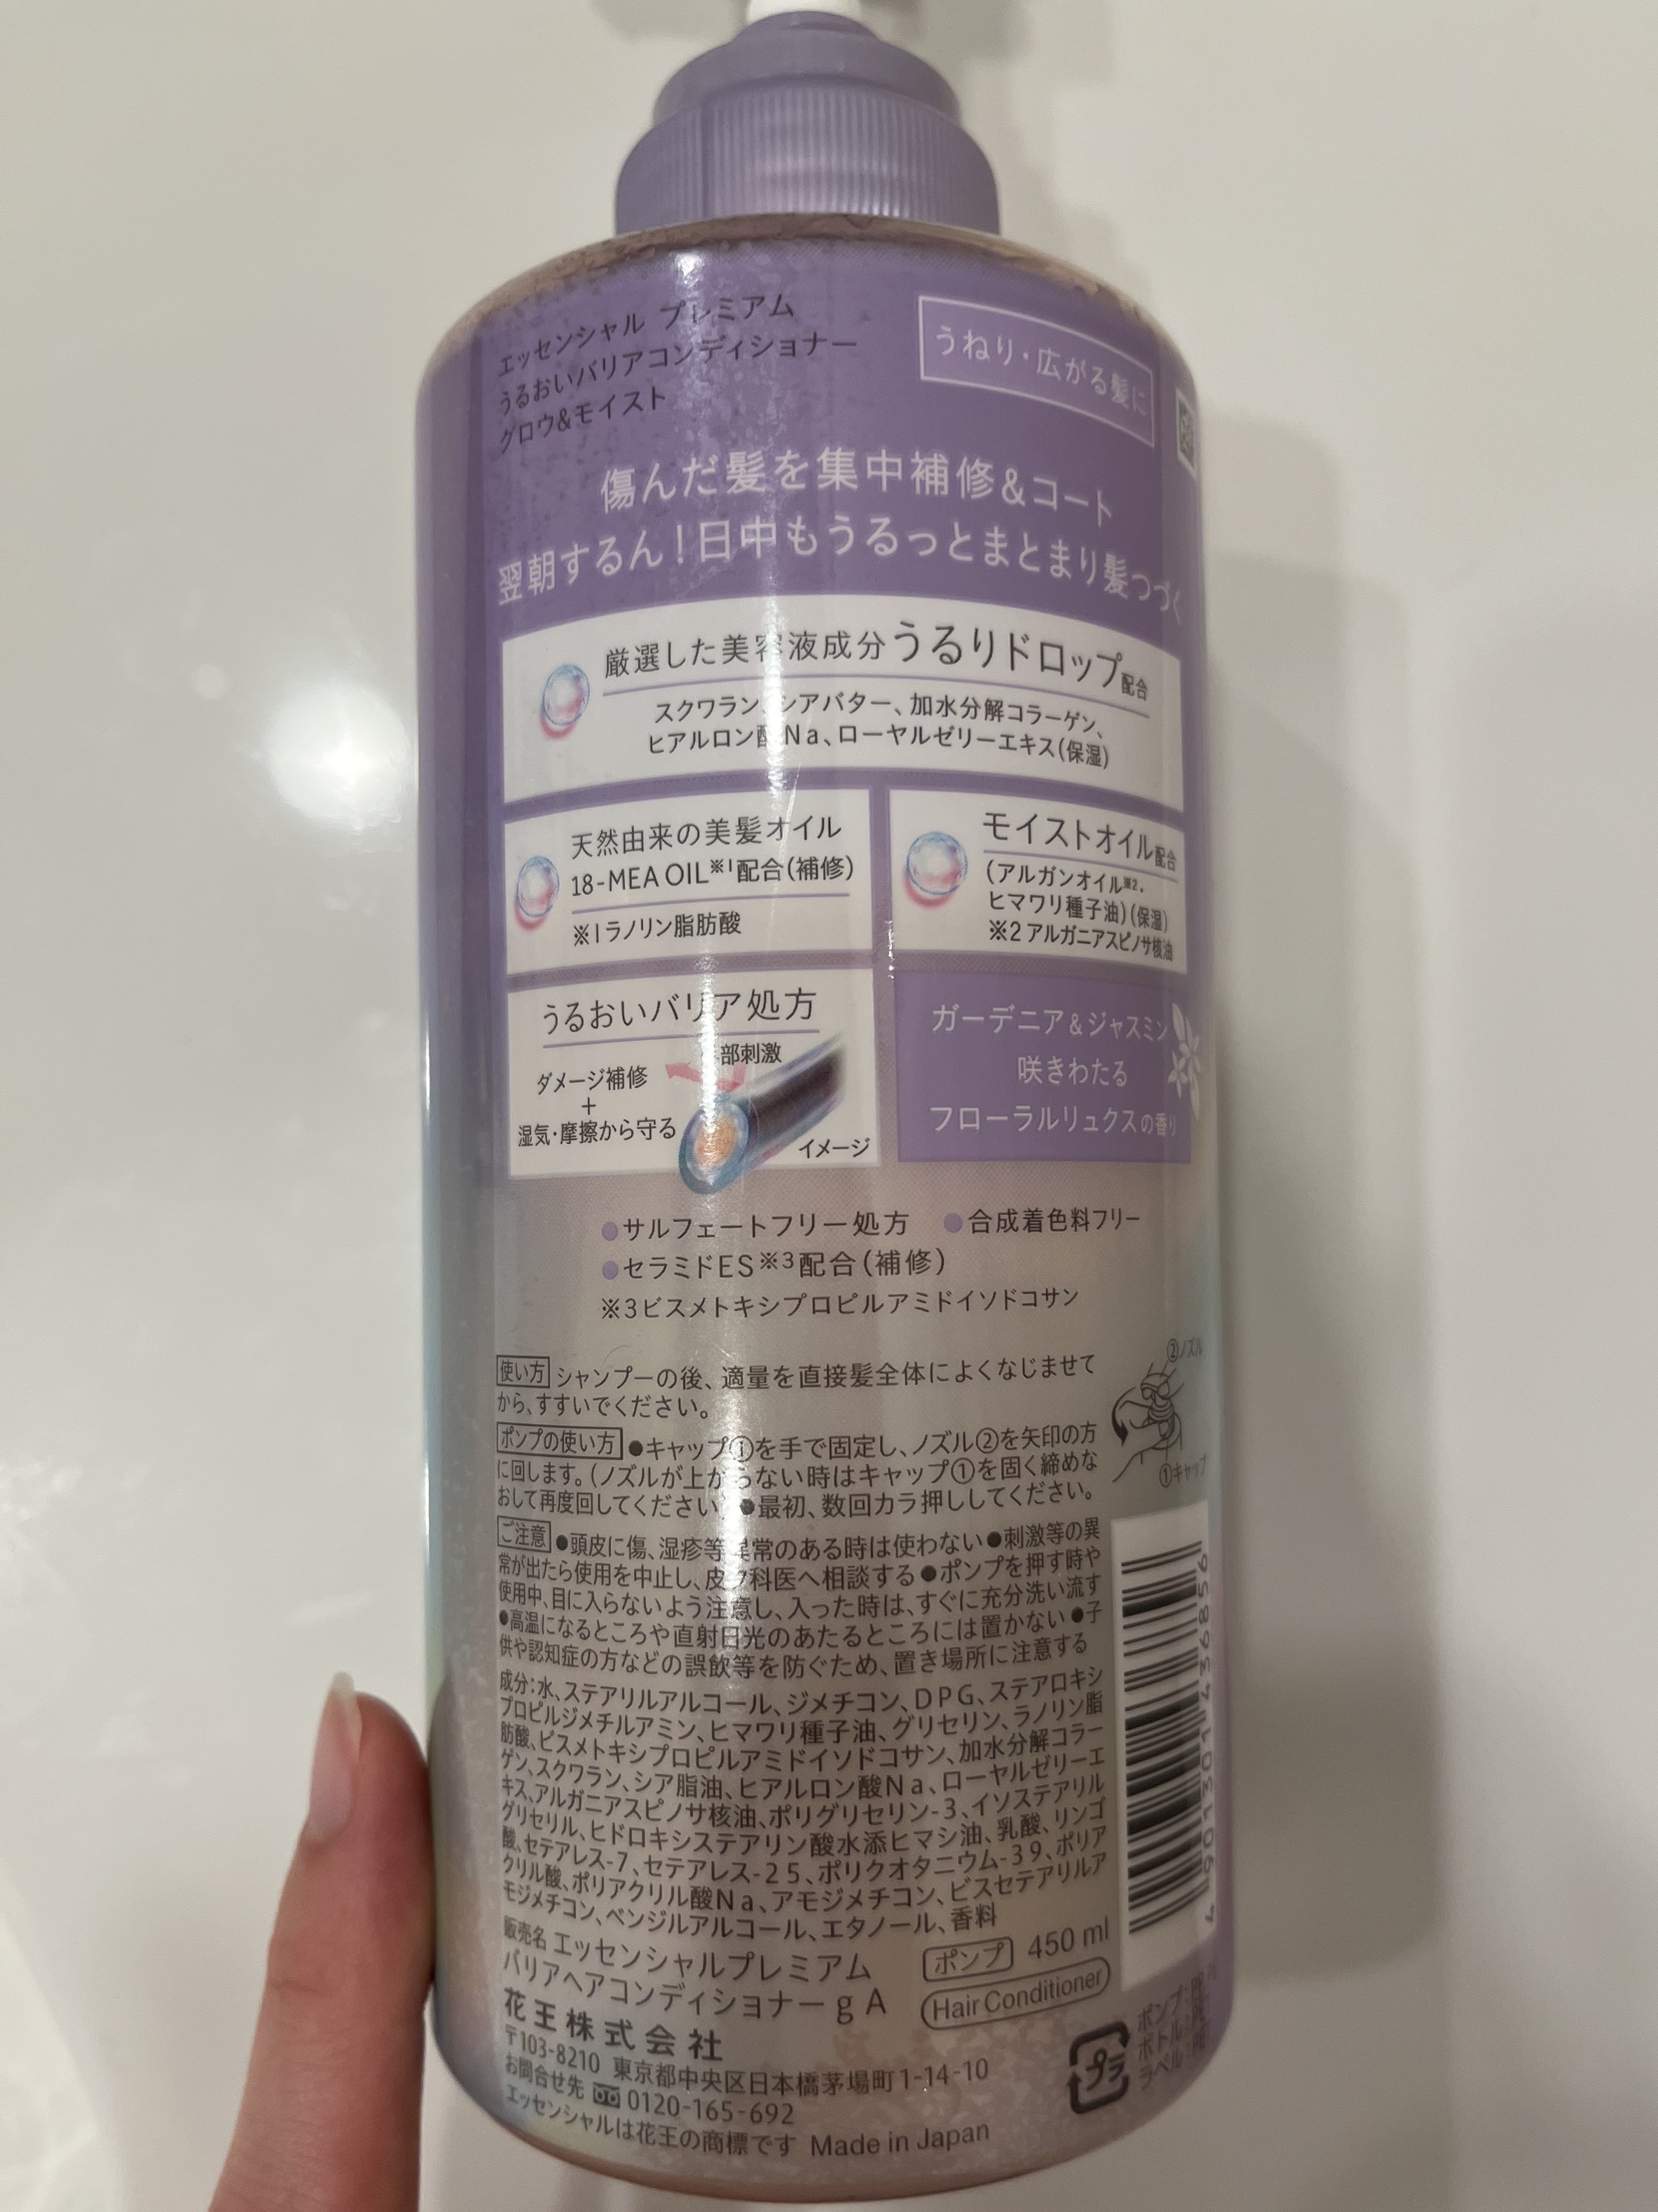 エッセンシャル プレミアム
うるおいバリアコンディショナー
グロウ&モイスト
うねり・広がる髪に
傷んだ髪を集中補修&コート
翌朝するん!日中もうるっとまとまり髪つづく
厳選した美容液成分うるりドロップ配合
スクワラン、シアバター、加水分解コラーゲン、
ヒアルロン酸Na、ローヤルゼリーエキス(保湿)
天然由来の美髪オイル
18-MEA OIL※1配合(補修)
※1ラノリン脂肪酸
モイストオイル配合
(アルガンオイル※2、
ヒマワリ種子油)(保湿)
※2 アルガニアスピノサ核油
うるおいバリア処方
部刺激
ダメージ補修
+
湿気・摩擦から守る
イメージ
ガーデニア&ジャスミン
咲きわたる
フローラルリュクスの香り
●サルフェートフリー処方 ●合成着色料フリー
●セラミドES※3配合(補修)
※3ビスメトキシプロピルアミドイソドコサン
使い方 シャンプーの後、適量を直接髪全体によくなじませて
から、すすいでください。
ポンプの使い方 ●キャップ①を手で固定し、ノズル②を矢印の方
に回します。(ノズルが上がらない時はキャップ①を固く締めな
おして再度回してください) ●最初、数回カラ押ししてください。
②ノズル
①キャップ
ご注意 ●頭皮に傷、湿疹等異常のある時は使わない●刺激等の異
常が出たら使用を中止し、皮フ科医へ相談する●ポンプを押す時や
使用中、目に入らないよう注意し、入った時は、すぐに充分洗い流す
●高温になるところや直射日光のあたるところには置かない●子
供や認知症の方などの誤飲等を防ぐため、置き場所に注意する
成分:水、ステアリルアルコール、ジメチコン、DPG、ステアロキシ
プロピルジメチルアミン、ヒマワリ種子油、グリセリン、ラノリン脂
肪酸、ビスメトキシプロピルアミドイソドコサン、加水分解コラー
ゲン、スクワラン、シア脂油、ヒアルロン酸Na、ローヤルゼリーエ
キス、アルガニアスピノサ核油、ポリグリセリン-3、イソステアリル
グリセリル、ヒドロキシステアリン酸水添ヒマシ油、乳酸、リンゴ
酸、セテアレス-7、セテアレス-25、ポリクオタニウム-39、ポリア
クリル酸、ポリアクリル酸Na、アモジメチコン、ビスセテアリルア
モジメチコン、ベンジルアルコール、エタノール、香料
販売名 エッセンシャルプレミアム
バリアヘアコンディショナーg A
ポンプ 450 ml
Hair Conditioner
花王株式会社
〒103-8210 東京都中央区日本橋茅場町1-14-10
お問合せ先 0120-165-692
エッセンシャルは花王の商標です Made in Japan
プラ
ポンプ:
ボトル:
ラベル:
4 901301 436856